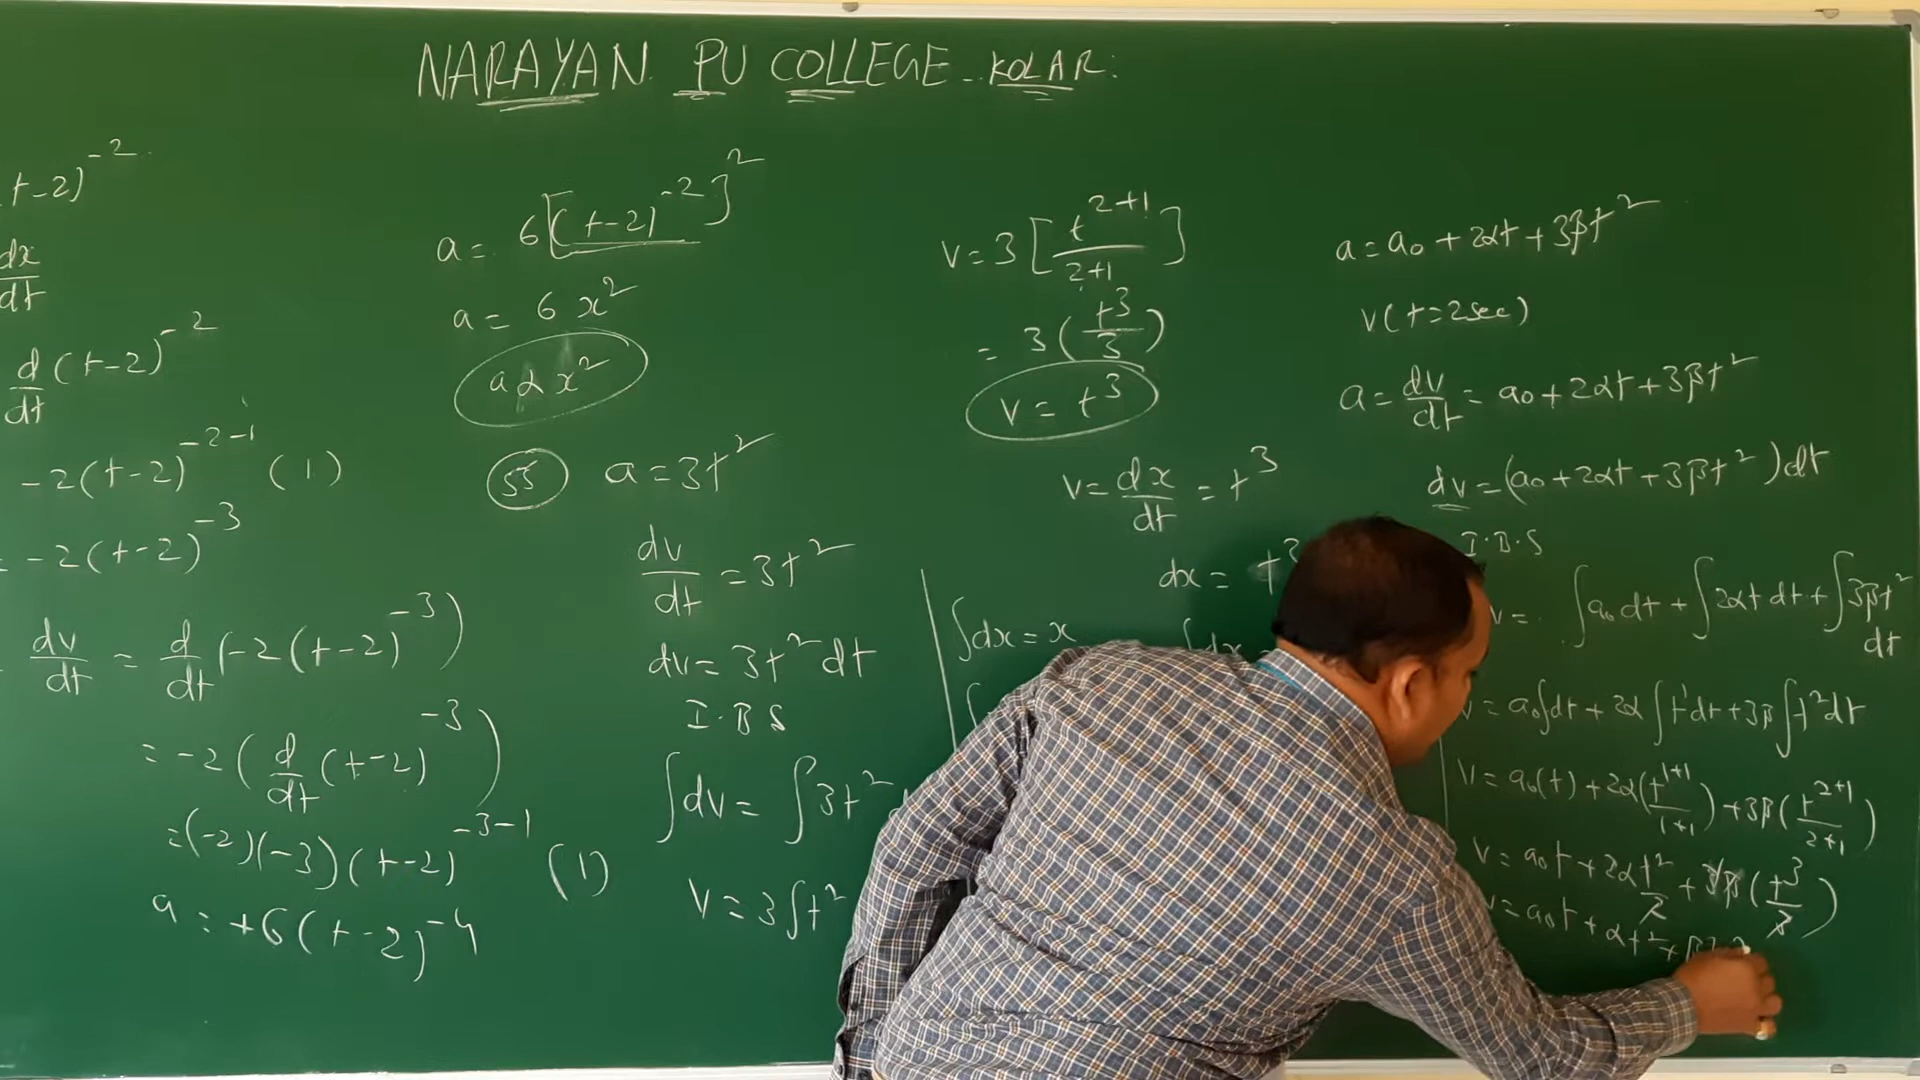 NARAYAN PU COLLEGE - KOLAR:
t-2)^-2
dx/dt
d/dt (t-2)^-2
-2(t-2)^-2-1 (1)
= -2(t-2)^-3
dv/dt = d/dt (-2(t-2)^-3)
= -2(d/dt (t-2)^-3)
=(-2)(-3)(t-2)^-3-1 (1)
a = +6(t-2)^-4
a = 6[(t-2)^-2]^2
a = 6x^2
a α x^2
55 a = 3t^2
dv/dt = 3t^2
dv = 3t^2 dt
I.B.S
∫dv = ∫3t^2
V = 3∫t^2
V = 3[t^2+1/2+1]
= 3(t^3/3)
V = t^3
V = dx/dt = t^3
dx = t^3
∫dx = x
∫dx =
a = a₀ + 2αt + 3βt^2
V(t=2sec)
a = dv/dt = a₀ + 2αt + 3βt^2
dv = (a₀ + 2αt + 3βt^2)dt
I.B.S
V = ∫a₀ dt + ∫2αt dt + ∫3βt^2 dt
V = a₀∫dt + 2α∫t^1 dt + 3β∫t^2 dt
V = a₀(t) + 2α(t^1+1/1+1) + 3β(t^2+1/2+1)
V = a₀t + 2αt^2/2 + 3β(t^3/3)
V = a₀t + αt^2 + β